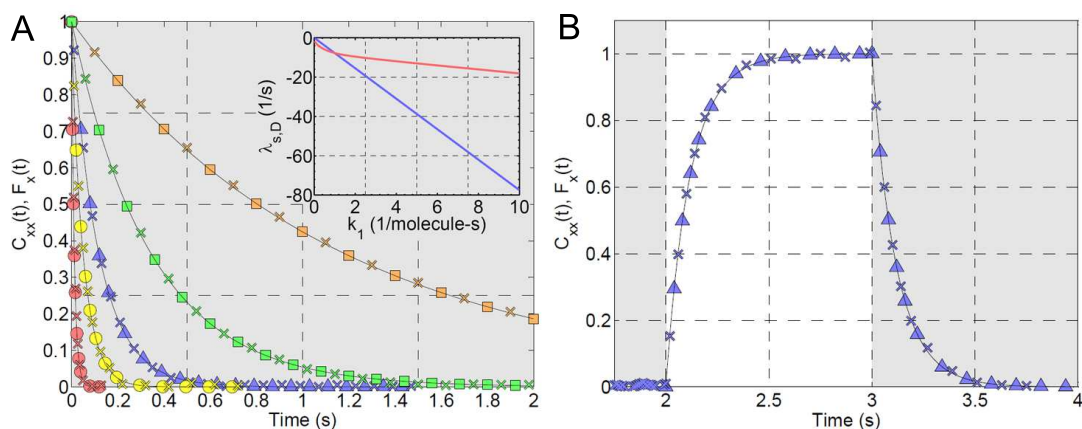 A
C_xx(t), F_x(t)
1
0.9
0.8
0.7
0.6
0.5
0.4
0.3
0.2
0.1
0
0 0.2 0.4 0.6 0.8 1 1.2 1.4 1.6 1.8 2
Time (s)
λ_s,D (1/s)
0
-20
-40
-60
-80
0 2 4 6 8 10
k_1 (1/molecule-s)
B
C_xx(t), F_x(t)
1
0.8
0.6
0.4
0.2
0
2 2.5 3 3.5 4
Time (s)